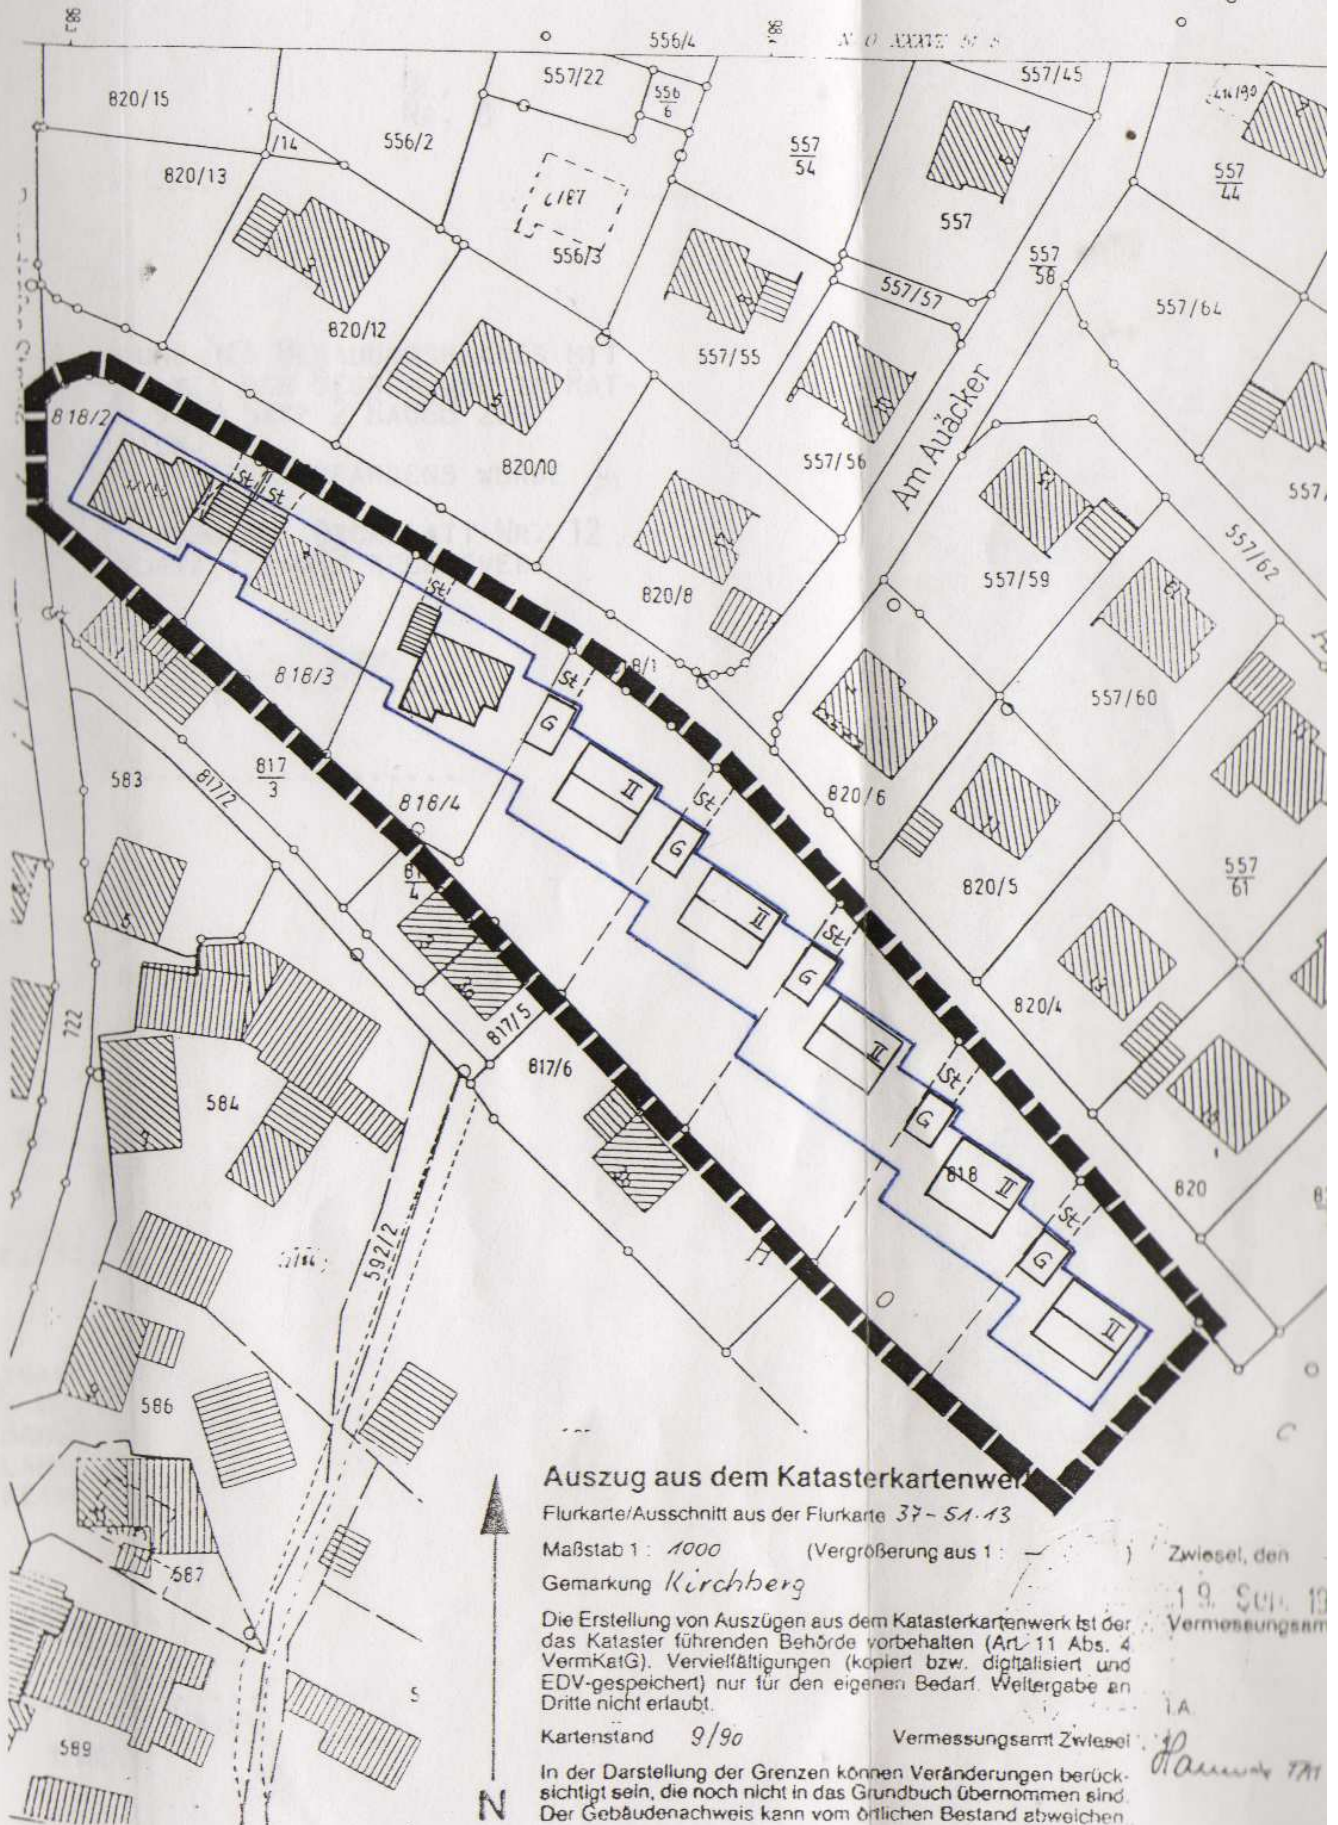 556/4
N O XXXVII 51 S
820/15
557/22
556
6
557/45
/14
556/2
557
54
557
44
820/13
557
556/3
557
58
557/57
557/64
820/12
557/55
Am Auäcker
818/2
820/10
557/56
St
St
557/62
557/59
St
820/8
818/3
St
G
557/60
583
817/2
817
3
818/4
II
St
820/6
G
820/5
557
61
II
St
G
722
817/5
820/4
II
817/6
584
St
G
818
II
820
592/2
St
G
H
O
II
586
C
587
S
589
N
Auszug aus dem Katasterkartenwerk
Flurkarte/Ausschnitt aus der Flurkarte 37-51.13
Maßstab 1 : 1000 (Vergrößerung aus 1 : — )
Zwiesel, den
Gemarkung Kirchberg
19. Sep. 19
Die Erstellung von Auszügen aus dem Katasterkartenwerk ist der
Vermessungsam
das Kataster führenden Behörde vorbehalten (Art. 11 Abs. 4
VermKatG). Vervielfältigungen (kopiert bzw. digitalisiert und
EDV-gespeichert) nur für den eigenen Bedarf. Weitergabe an
Dritte nicht erlaubt.
I.A.
Kartenstand 9/90 Vermessungsamt Zwiesel
In der Darstellung der Grenzen können Veränderungen berück-
sichtigt sein, die noch nicht in das Grundbuch übernommen sind.
Der Gebäudenachweis kann vom örtlichen Bestand abweichen